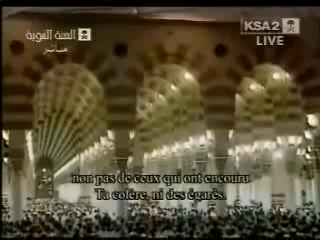 السنة النبوية
مباشر
KSA2
LIVE
non pas de ceux qui ont encouru
Ta colère, ni des égarés.